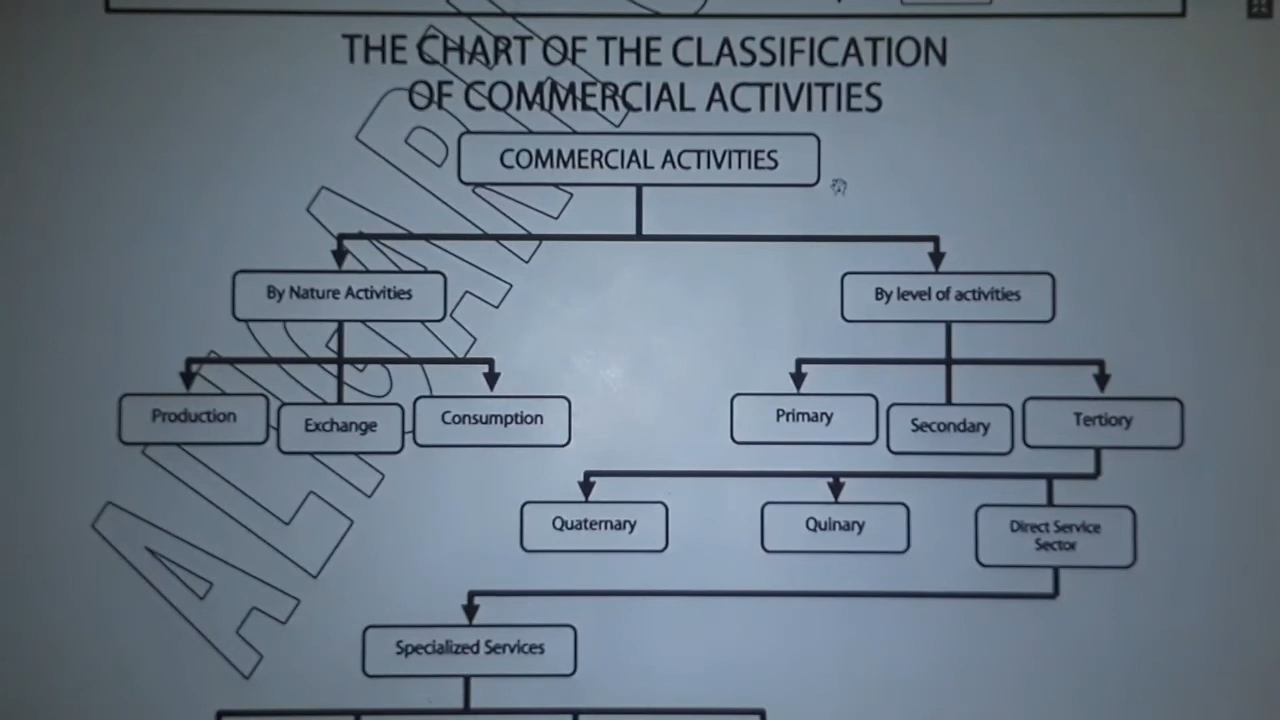 THE CHART OF THE CLASSIFICATION
OF COMMERCIAL ACTIVITIES
COMMERCIAL ACTIVITIES
By Nature Activities
By level of activities
Production
Exchange
Consumption
Primary
Secondary
Tertiory
Quaternary
Quinary
Direct Service
Sector
Specialized Services